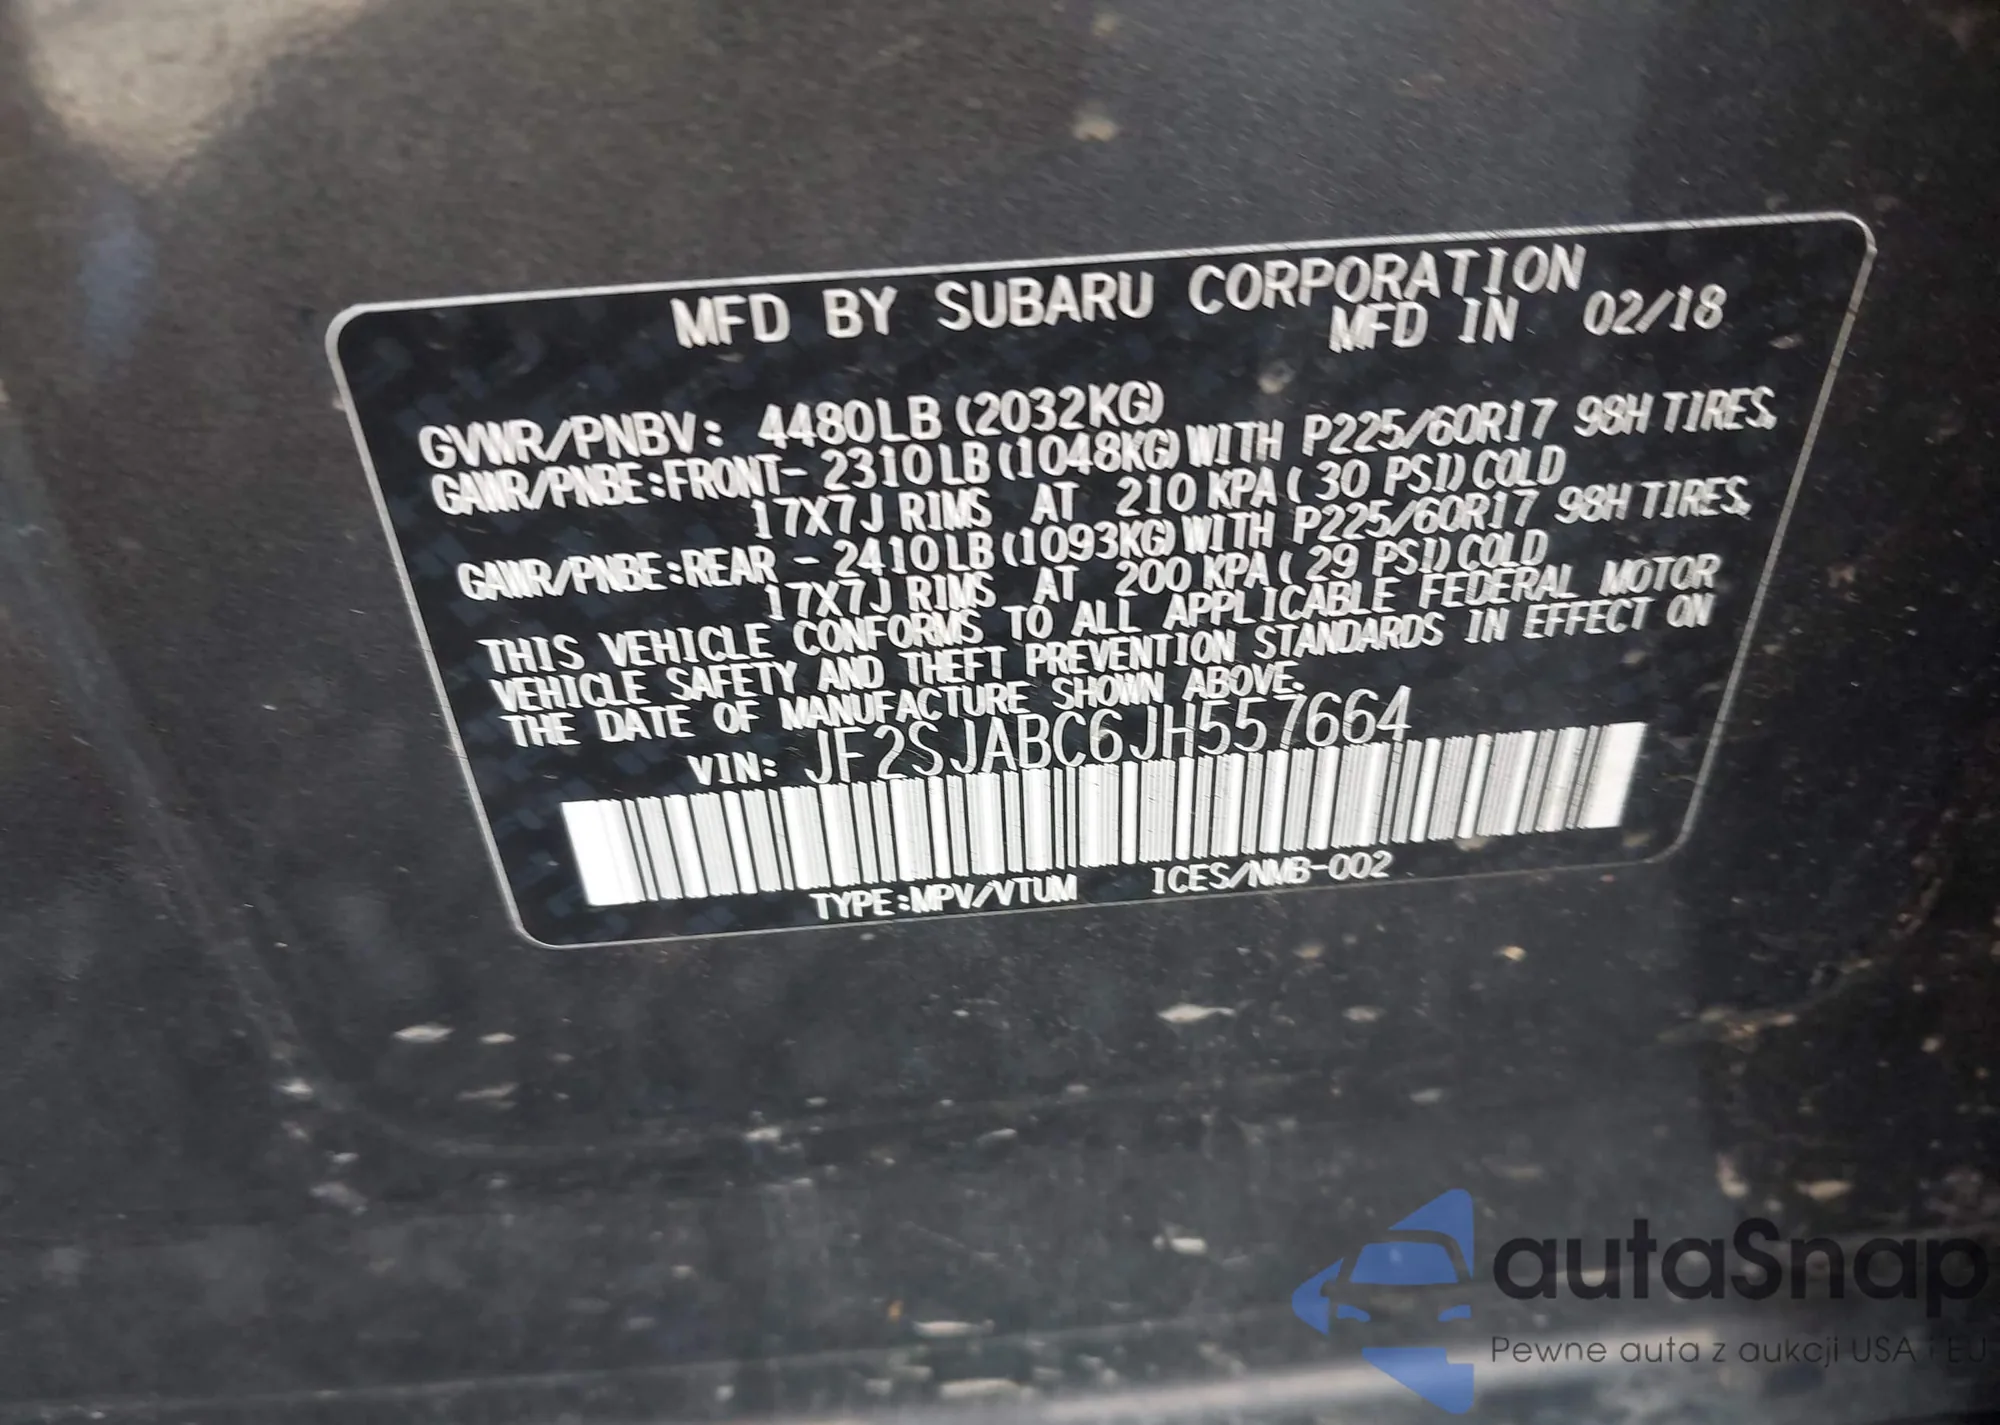 MFD BY SUBARU CORPORATION
MFD IN 02/18
GVWR/PNBV: 4480LB (2032KG)
GAWR/PNBE:FRONT- 2310LB (1048KG) WITH P225/60R17 98H TIRES,
17X7J RIMS AT 210 KPA ( 30 PSI) COLD
GAWR/PNBE:REAR - 2410LB (1093KG) WITH P225/60R17 98H TIRES,
17X7J RIMS AT 200 KPA ( 29 PSI) COLD
THIS VEHICLE CONFORMS TO ALL APPLICABLE FEDERAL MOTOR
VEHICLE SAFETY AND THEFT PREVENTION STANDARDS IN EFFECT ON
THE DATE OF MANUFACTURE SHOWN ABOVE.
VIN: JF2SJABC6JH557664
TYPE:MPV/VTUM ICES/NMB-002
autaSnap
Pewne auta z aukcji USA i EU